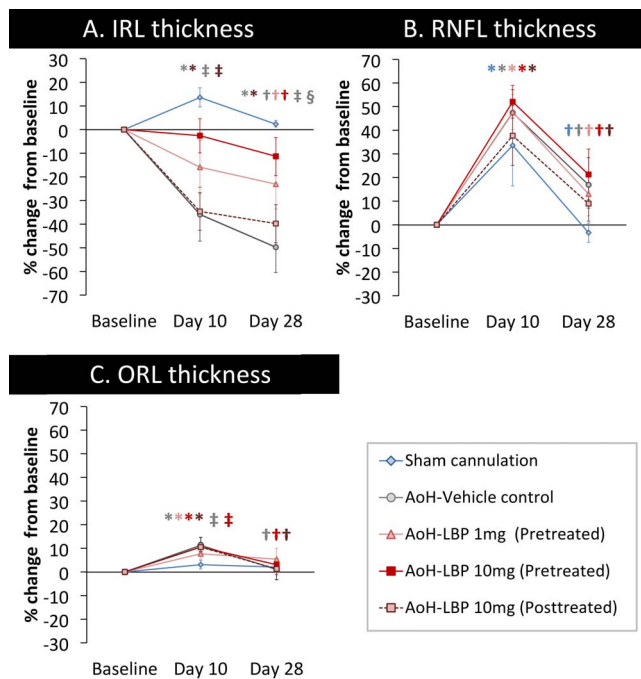 A. IRL thickness
% change from baseline
30
20
10
0
-10
-20
-30
-40
-50
-60
-70
** ‡ ‡
** † † † ‡ §
Baseline Day 10 Day 28
B. RNFL thickness
% change from baseline
70
60
50
40
30
20
10
0
-10
-20
-30
*****
†††††
Baseline Day 10 Day 28
C. ORL thickness
% change from baseline
70
60
50
40
30
20
10
0
-10
-20
-30
**** ‡ ‡
†††
Baseline Day 10 Day 28
Sham cannulation
AoH-Vehicle control
AoH-LBP 1mg (Pretreated)
AoH-LBP 10mg (Pretreated)
AoH-LBP 10mg (Posttreated)